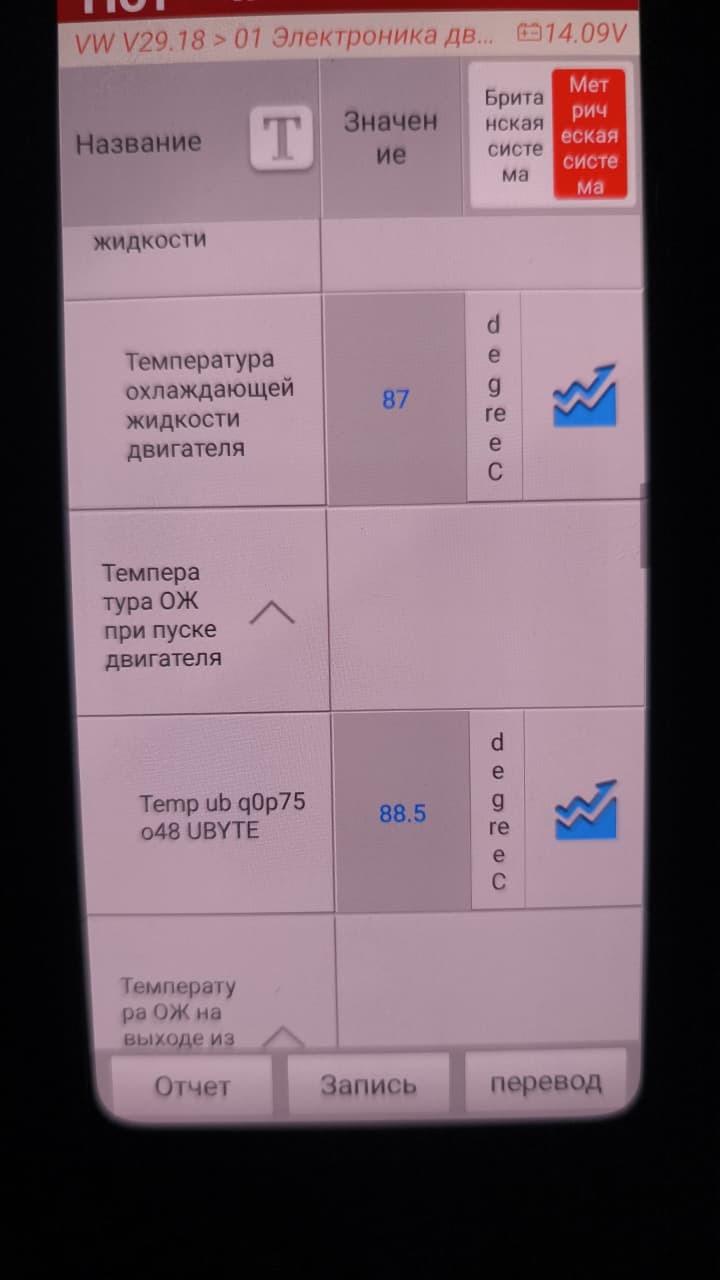 VW V29.18 > 01 Электроника дв... 14.09V
Название
T
Значен
ие
Брита
нская
систе
ма
Мет
рич
еская
систе
ма
жидкости
Температура
охлаждающей
жидкости
двигателя
87
d
e
g
re
e
C
Темпера
тура ОЖ
при пуске
двигателя
Temp ub q0p75
o48 UBYTE
88.5
d
e
g
re
e
C
Температу
ра ОЖ на
выходе из
Отчет
Запись
перевод